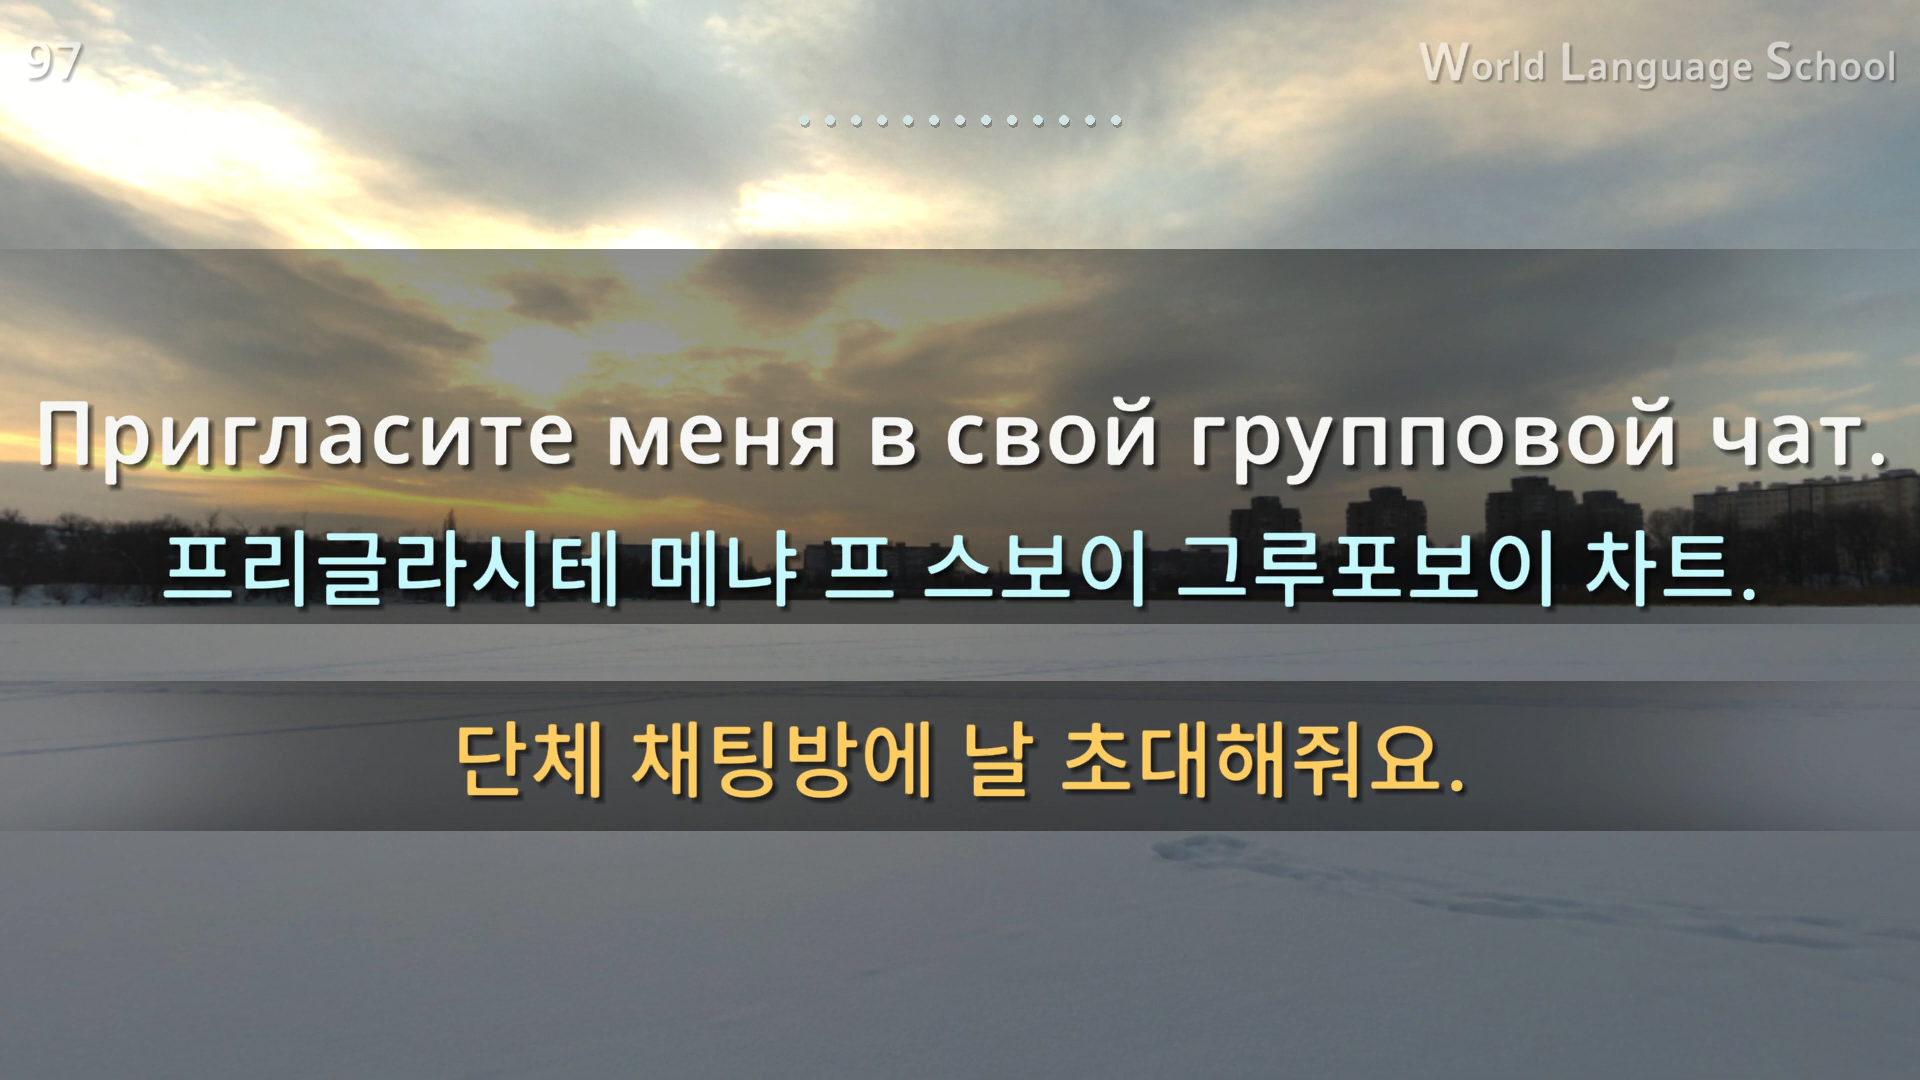 97
World Language School
Пригласите меня в свой групповой чат.
프리글라시테 메냐 프 스보이 그루포보이 차트.
단체 채팅방에 날 초대해줘요.